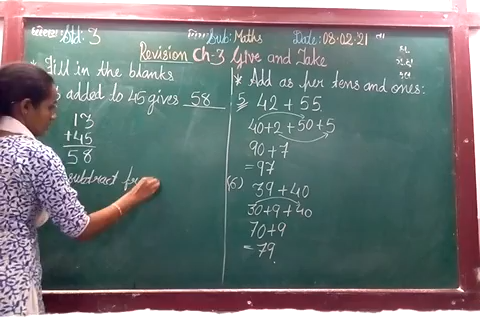 Std: 3
Sub: Maths
Date: 08.02.21
Revision Ch-3 Give and Take
* Fill in the blanks
added to 45 gives 58
13
+45
58
subtract
* Add as per tens and ones:
5 42 + 55
40+2 + 50+5
90+7
= 97
(6) 39 + 40
30+9+40
70+9
= 79.